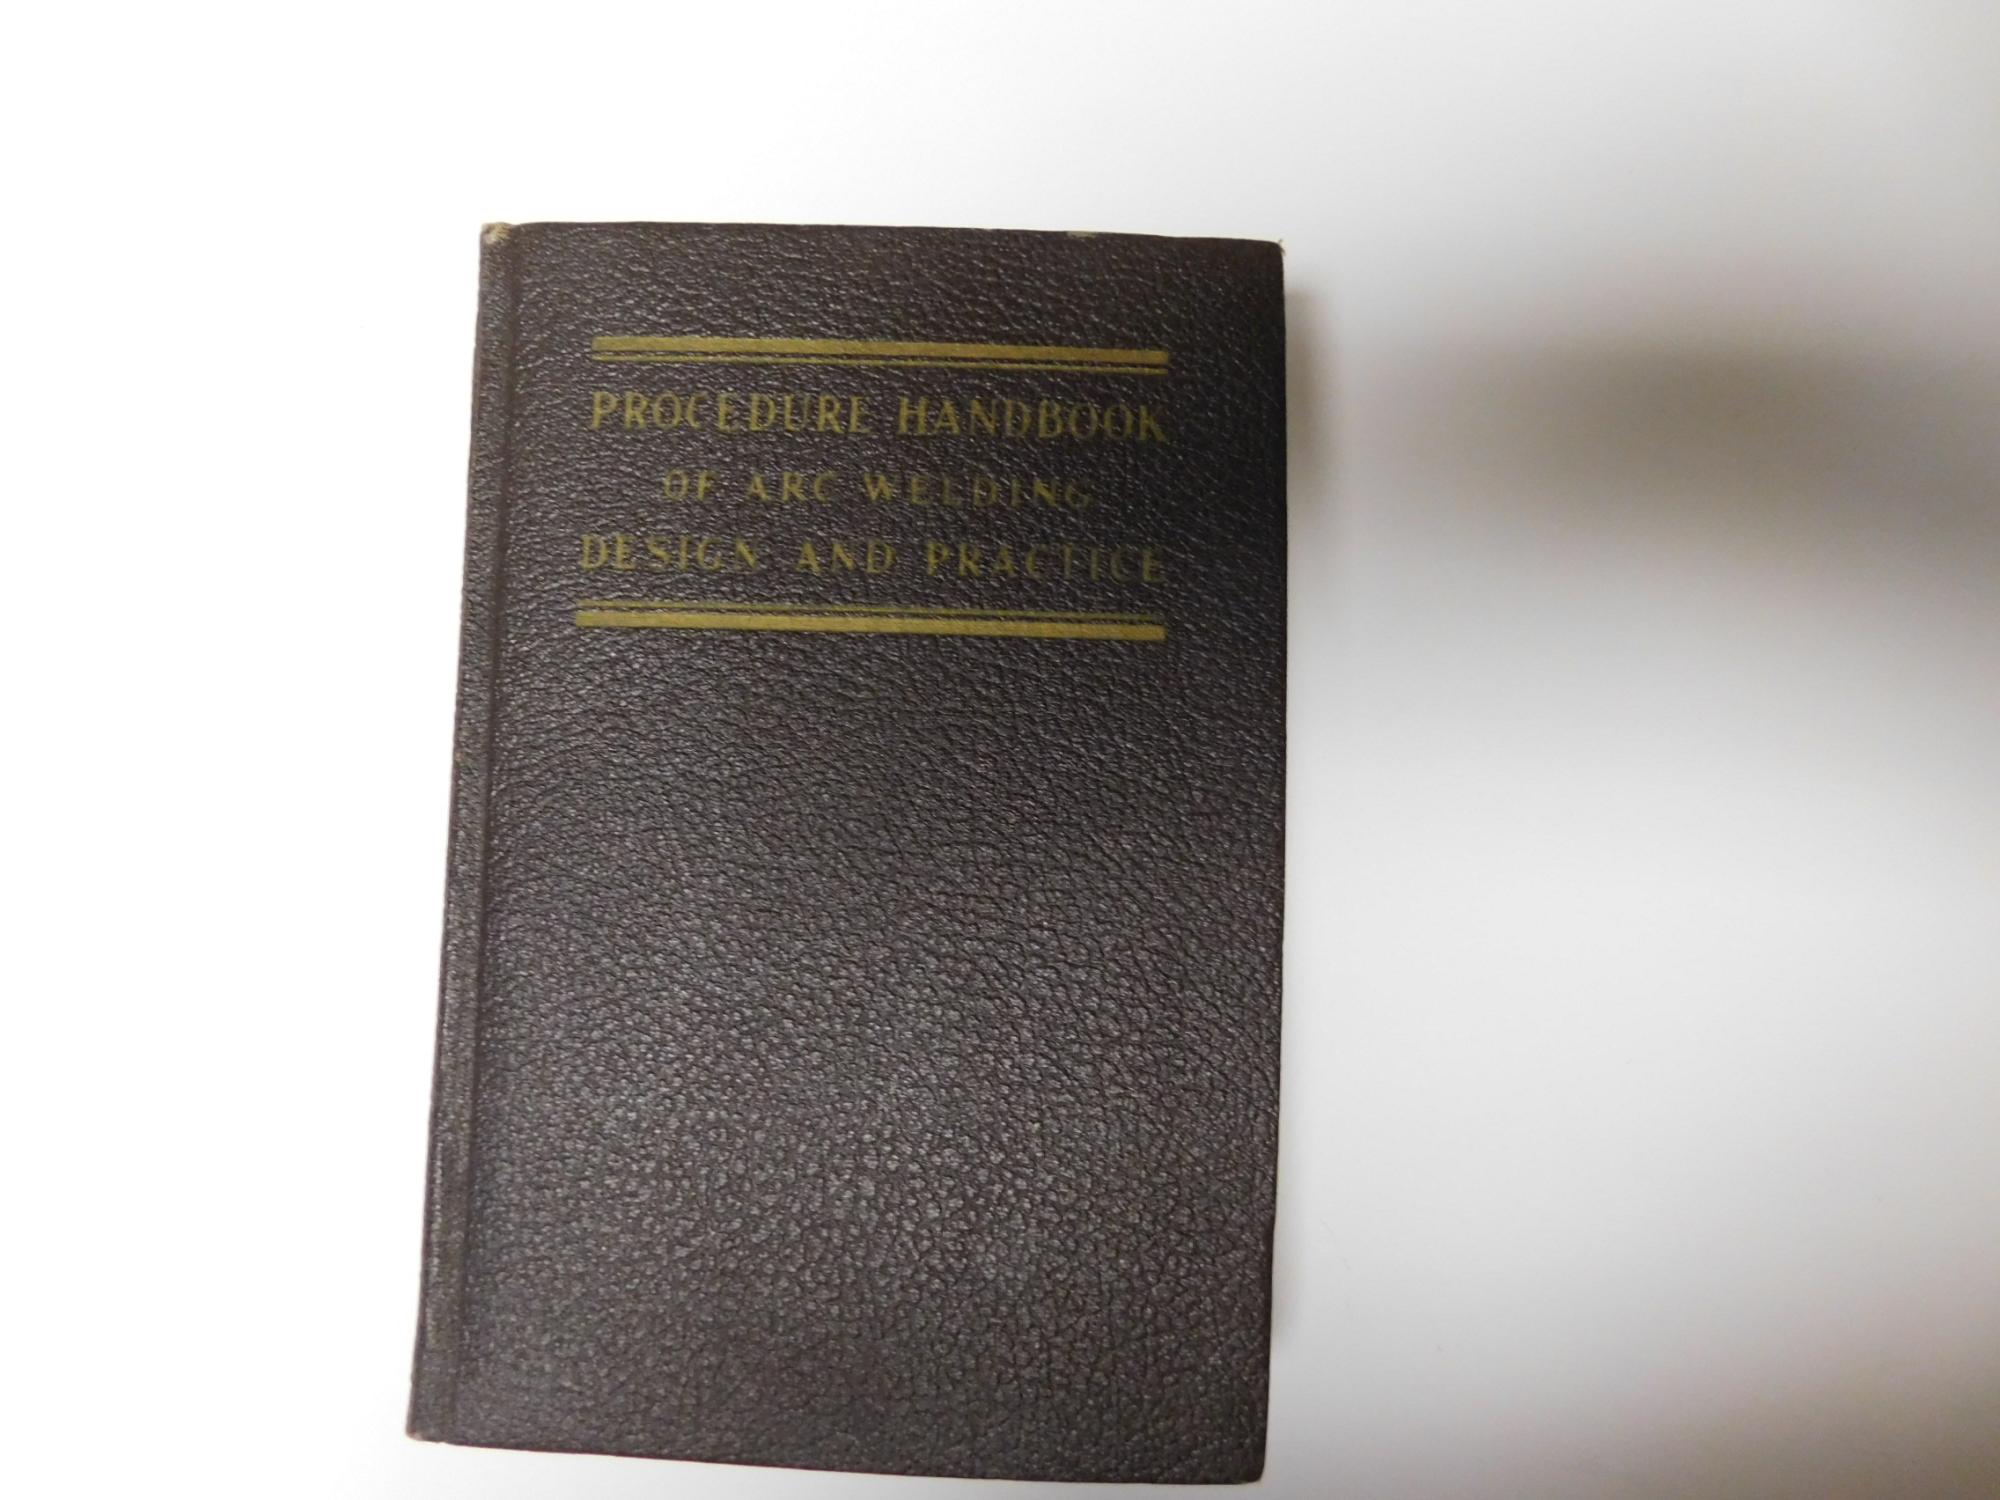 PROCEDURE HANDBOOK
OF ARC WELDING
DESIGN AND PRACTICE